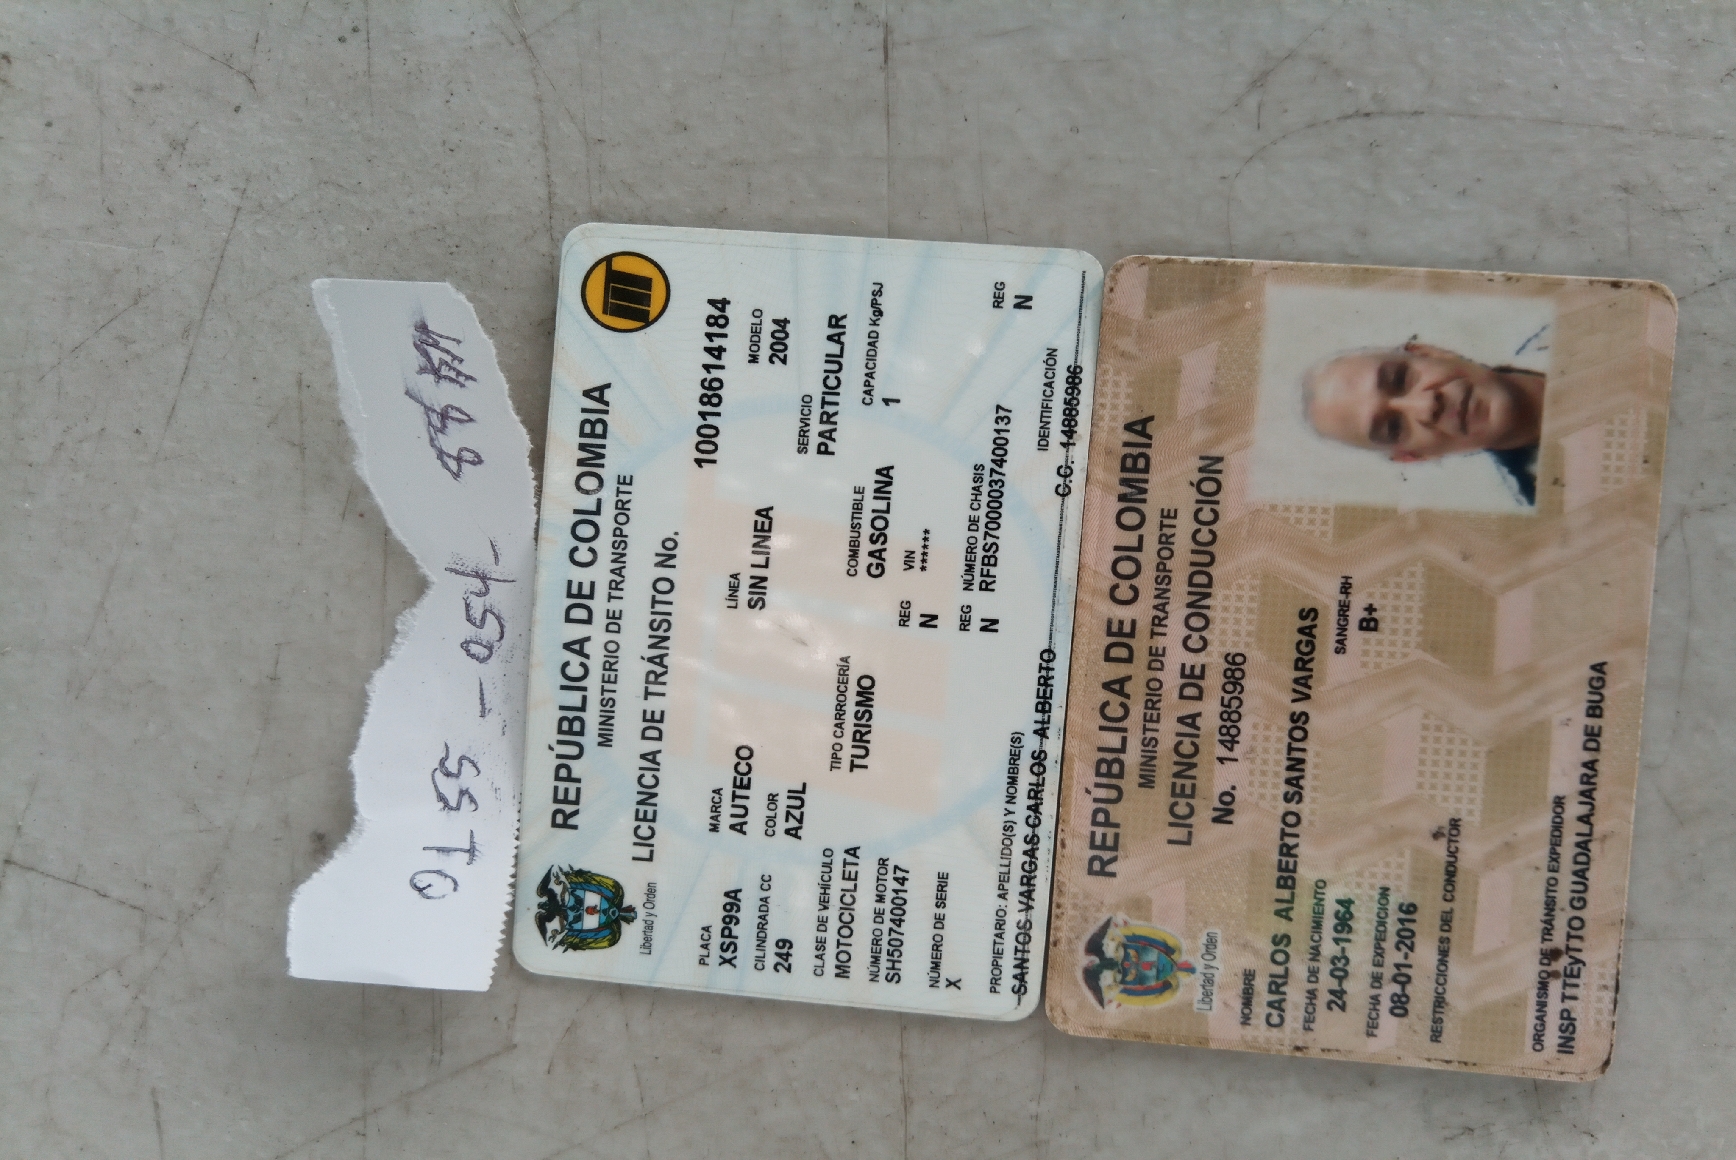 0155-054-88
REPÚBLICA DE COLOMBIA
MINISTERIO DE TRANSPORTE
Libertad y Orden
LICENCIA DE TRÁNSITO No. 10018614184
PLACA MARCA LÍNEA MODELO
XSP99A AUTECO SIN LINEA 2004
CILINDRADA CC COLOR SERVICIO
249 AZUL PARTICULAR
CLASE DE VEHÍCULO TIPO CARROCERÍA COMBUSTIBLE CAPACIDAD Kg/PSJ
MOTOCICLETA TURISMO GASOLINA 1
NÚMERO DE MOTOR REG VIN
SH507400147 N ******
NÚMERO DE SERIE REG NÚMERO DE CHASIS REG
X N RFBS7000037400137 N
PROPIETARIO: APELLIDO(S) Y NOMBRE(S) IDENTIFICACIÓN
SANTOS VARGAS CARLOS ALBERTO C.C. 14885986
REPÚBLICA DE COLOMBIA
MINISTERIO DE TRANSPORTE
LICENCIA DE CONDUCCIÓN
Libertad y Orden
No. 14885986
NOMBRE
CARLOS ALBERTO SANTOS VARGAS
FECHA DE NACIMIENTO SANGRE-RH
24-03-1964 B+
FECHA DE EXPEDICIÓN
08-01-2016
RESTRICCIONES DEL CONDUCTOR
ORGANISMO DE TRÁNSITO EXPEDIDOR
INSP TTEyTTO GUADALAJARA DE BUGA